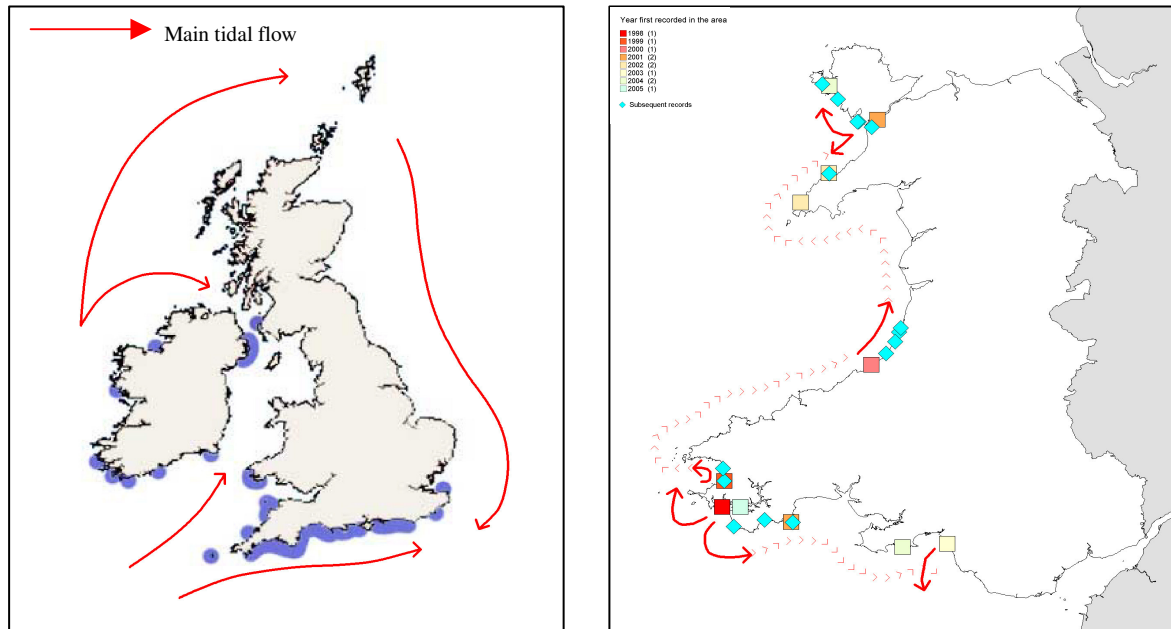 Main tidal flow
Year first recorded in the area
1998 (1)
1999 (1)
2000 (1)
2001 (2)
2002 (2)
2003 (1)
2004 (2)
2005 (1)
Subsequent records